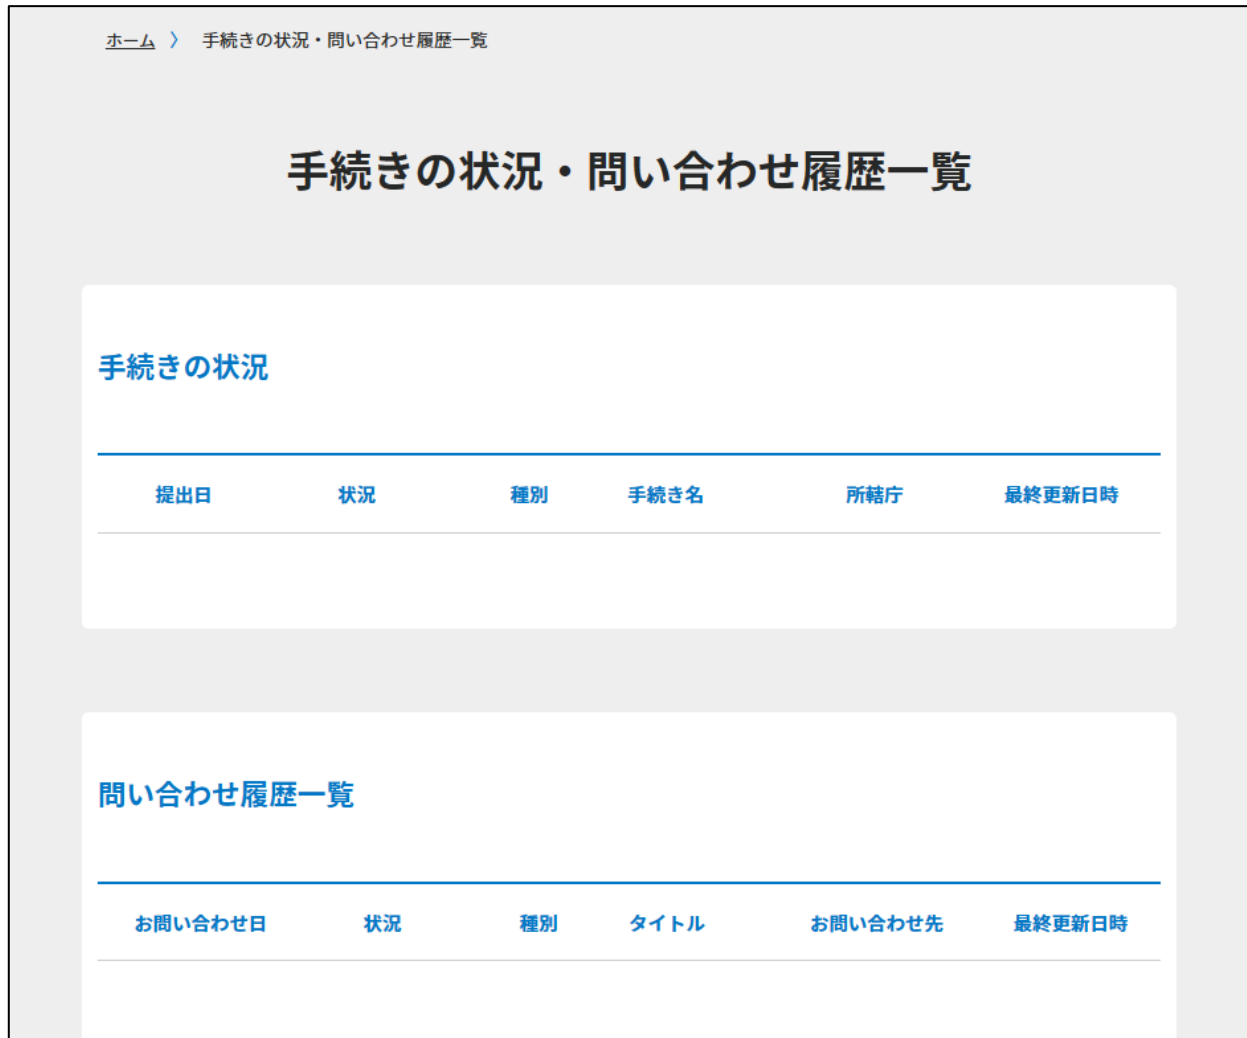 ホーム 〉 手続きの状況・問い合わせ履歴一覧
手続きの状況・問い合わせ履歴一覧
手続きの状況
提出日 状況 種別 手続き名 所轄庁 最終更新日時
問い合わせ履歴一覧
お問い合わせ日 状況 種別 タイトル お問い合わせ先 最終更新日時